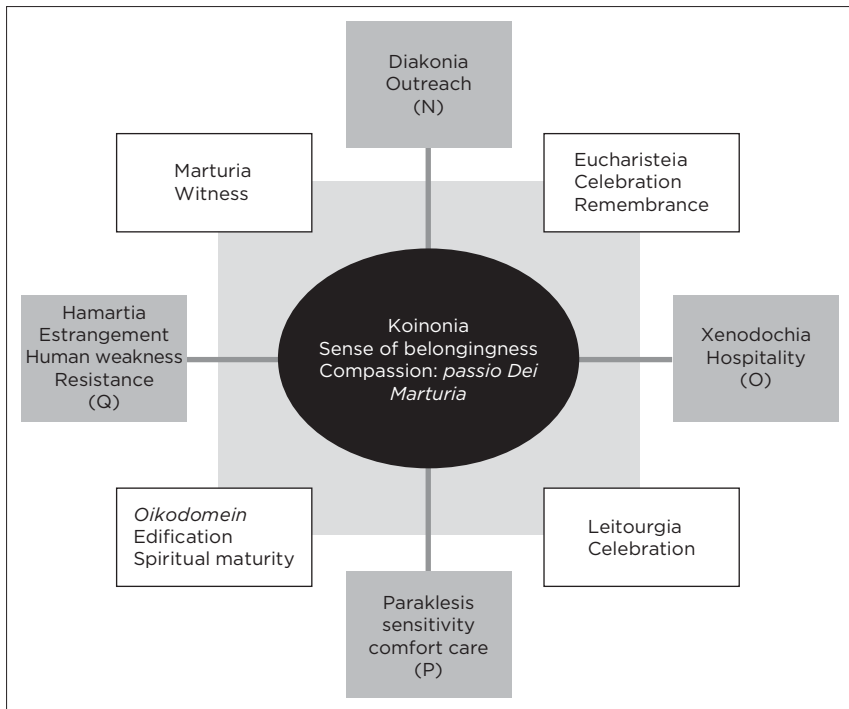 Diakonia
Outreach
(N)
Marturia
Witness
Eucharisteia
Celebration
Remembrance
Hamartia
Estrangement
Human weakness
Resistance
(Q)
Koinonia
Sense of belongingness
Compassion: passio Dei
Marturia
Xenodochia
Hospitality
(O)
Oikodomein
Edification
Spiritual maturity
Leitourgia
Celebration
Paraklesis
sensitivity
comfort care
(P)